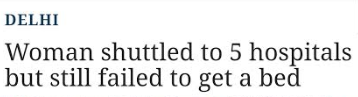 DELHI
Woman shuttled to 5 hospitals
but still failed to get a bed